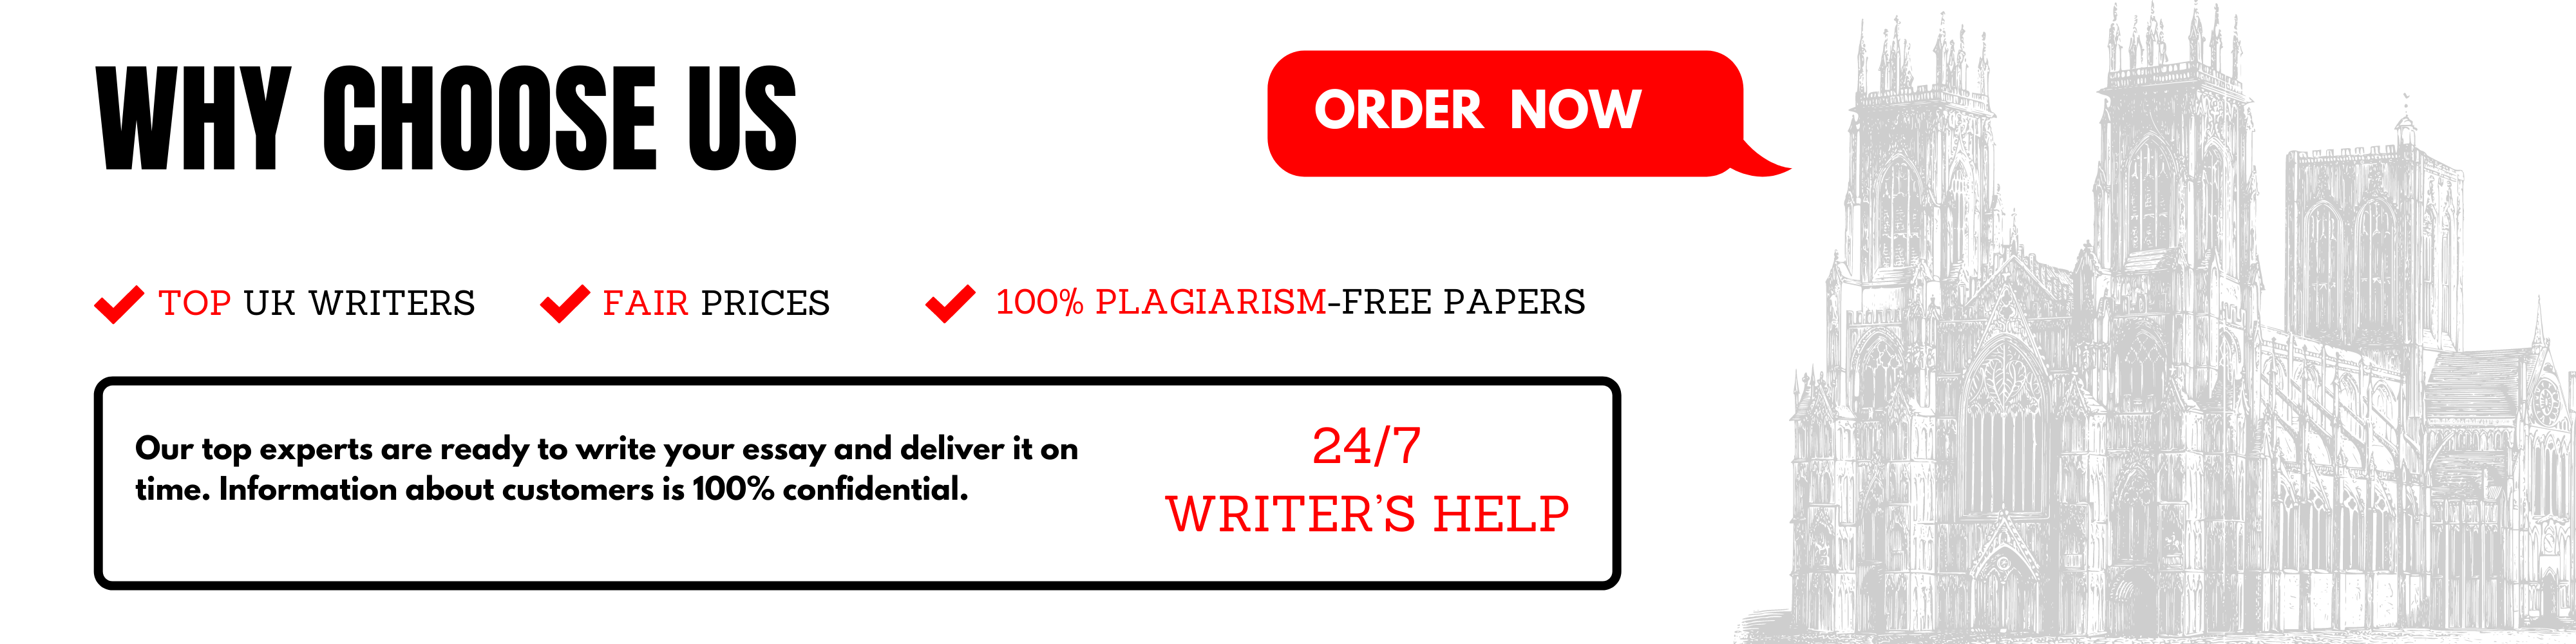 WHY CHOOSE US
ORDER NOW
TOP UK WRITERS
FAIR PRICES
100% PLAGIARISM-FREE PAPERS
Our top experts are ready to write your essay and deliver it on
time. Information about customers is 100% confidential.
24/7
WRITER’S HELP